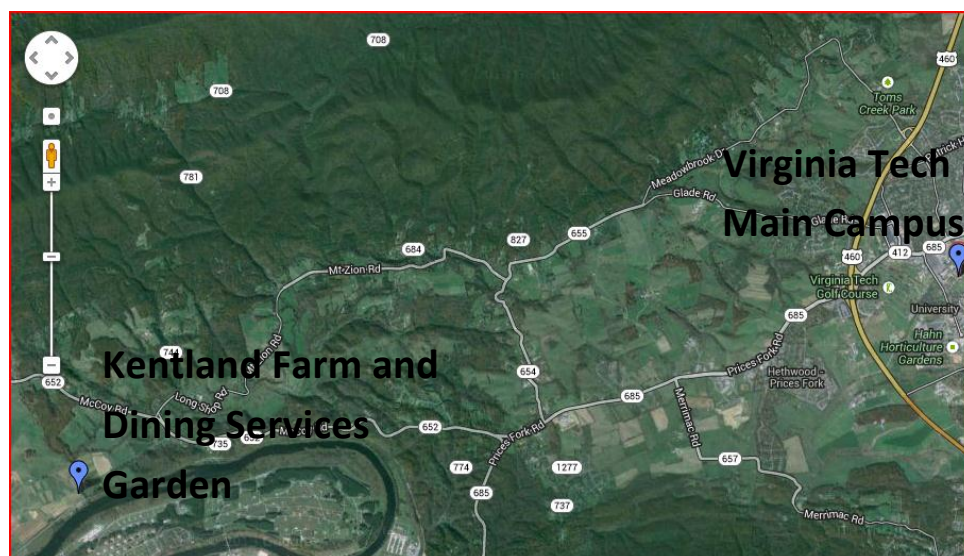 708
708
460
Toms
Creek Park
Patrick H
781
Virginia Tech
Meadowbrook Dr
Glade Rd
Glade Rd
Main Campus
827
655
684
412
685
460
Mt Zion Rd
Virginia Tech
Golf Course
University
685
Hahn
Horticulture
Gardens
744
Kentland Farm and
652
Long Shop Rd
654
685
Prices Fork Rd
Hethwood -
Prices Fork
McCoy Rd
Dining Services
735
652
Prices Fork Rd
Merrimac Rd
Garden
774
1277
657
685
737
Merrimac Rd